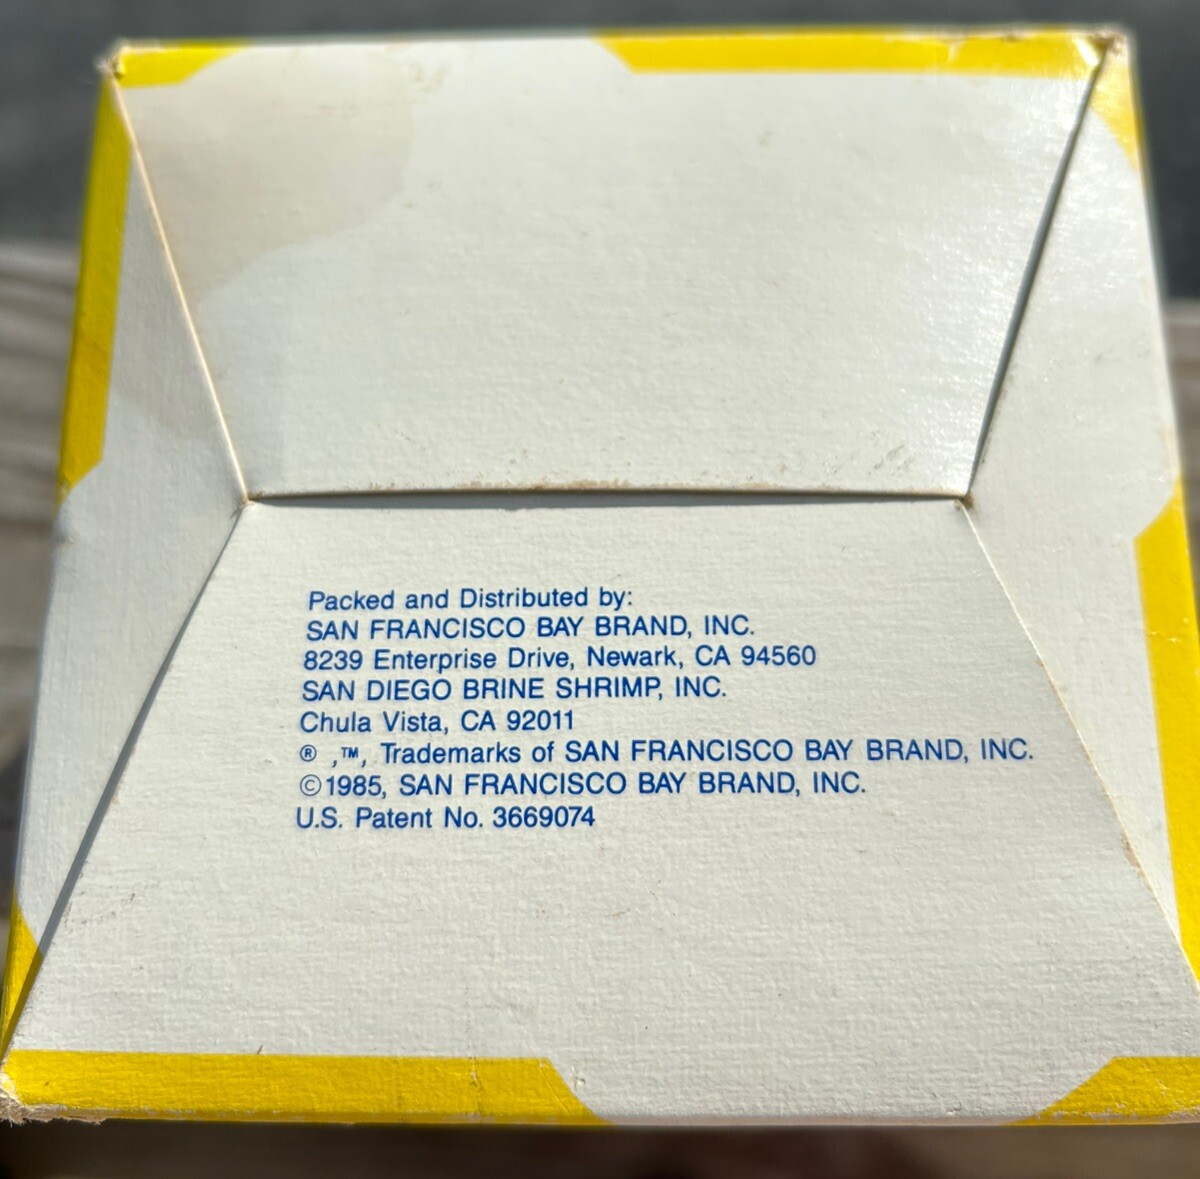 Packed and Distributed by:
SAN FRANCISCO BAY BRAND, INC.
8239 Enterprise Drive, Newark, CA 94560
SAN DIEGO BRINE SHRIMP, INC.
Chula Vista, CA 92011
® ,™, Trademarks of SAN FRANCISCO BAY BRAND, INC.
©1985, SAN FRANCISCO BAY BRAND, INC.
U.S. Patent No. 3669074